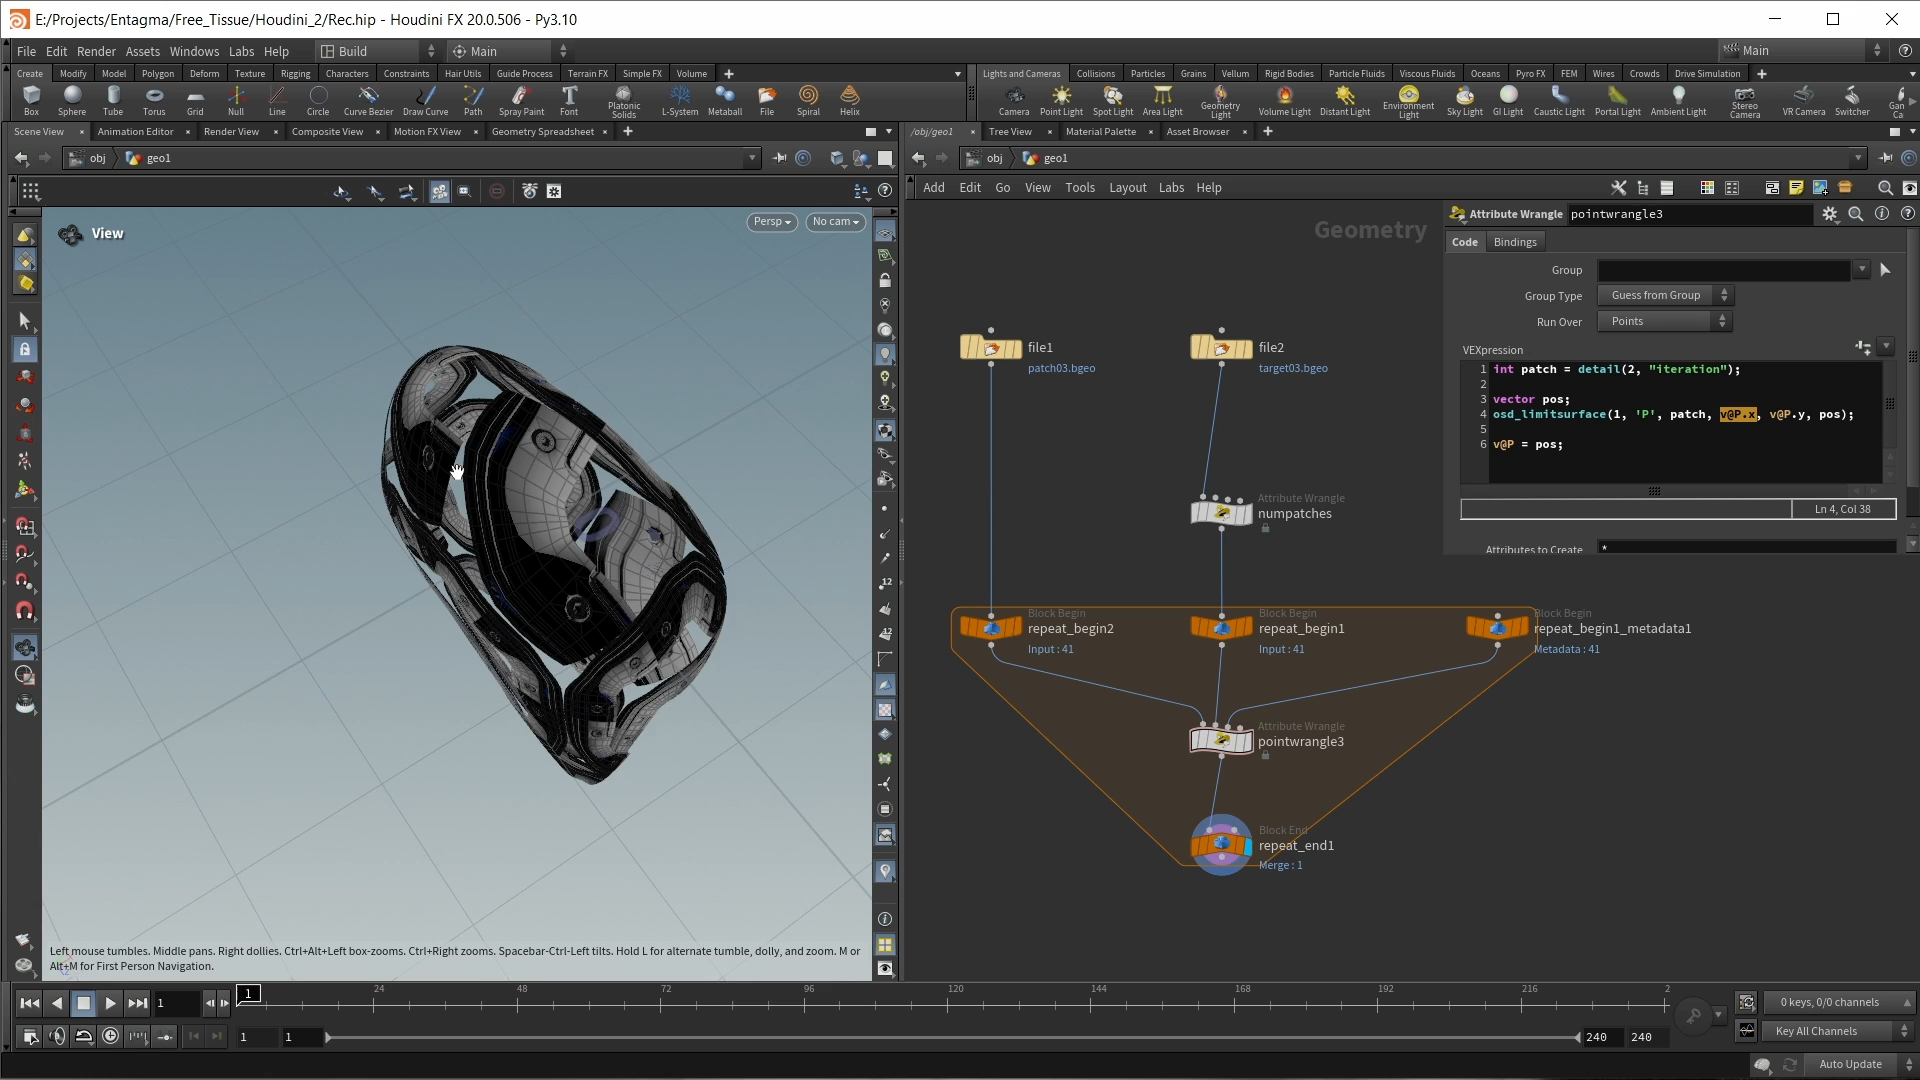 E:/Projects/Entagma/Free_Tissue/Houdini_2/Rec.hip - Houdini FX 20.0.506 - Py3.10
File Edit Render Assets Windows Labs Help Build Main Main
Create Modify Model Polygon Deform Texture Rigging Characters Constraints Hair Utils Guide Process Terrain FX Simple FX Volume
Lights and Cameras Collisions Particles Grains Vellum Rigid Bodies Particle Fluids Viscous Fluids Oceans Pyro FX FEM Wires Crowds Drive Simulation
Box Sphere Tube Torus Grid Null Line Circle Curve Bezier Draw Curve Path Spray Paint Font Platonic Solids L-System Metaball File Spiral Helix
Camera Point Light Spot Light Area Light Geometry Light Volume Light Distant Light Environment Light Sky Light GI Light Caustic Light Portal Light Ambient Light Stereo Camera VR Camera Switcher Gan Ca
Scene View Animation Editor Render View Composite View Motion FX View Geometry Spreadsheet
/obj/geo1 Tree View Material Palette Asset Browser
obj geo1
obj geo1
Add Edit Go View Tools Layout Labs Help
View
Persp
No cam
Geometry
Attribute Wrangle pointwrangle3
Code Bindings
Group
Group Type Guess from Group
Run Over Points
VEXpression
1 int patch = detail(2, "iteration");
2
3 vector pos;
4 osd_limitsurface(1, 'P', patch, v@P.x, v@P.y, pos);
5
6 v@P = pos;
Ln 4, Col 38
Attributes to Create *
file1
patch03.bgeo
file2
target03.bgeo
Attribute Wrangle
numpatches
Block Begin
repeat_begin2
Input : 41
Block Begin
repeat_begin1
Input : 41
Block Begin
repeat_begin1_metadata1
Metadata : 41
Attribute Wrangle
pointwrangle3
Block End
repeat_end1
Merge : 1
12
12
Left mouse tumbles. Middle pans. Right dollies. Ctrl+Alt+Left box-zooms. Ctrl+Right zooms. Spacebar-Ctrl-Left tilts. Hold L for alternate tumble, dolly, and zoom. M or
Alt+M for First Person Navigation.
1 1 24 48 72 96 120 144 168 192 216 2
0 keys, 0/0 channels
1 1 240 240
Key All Channels
Auto Update